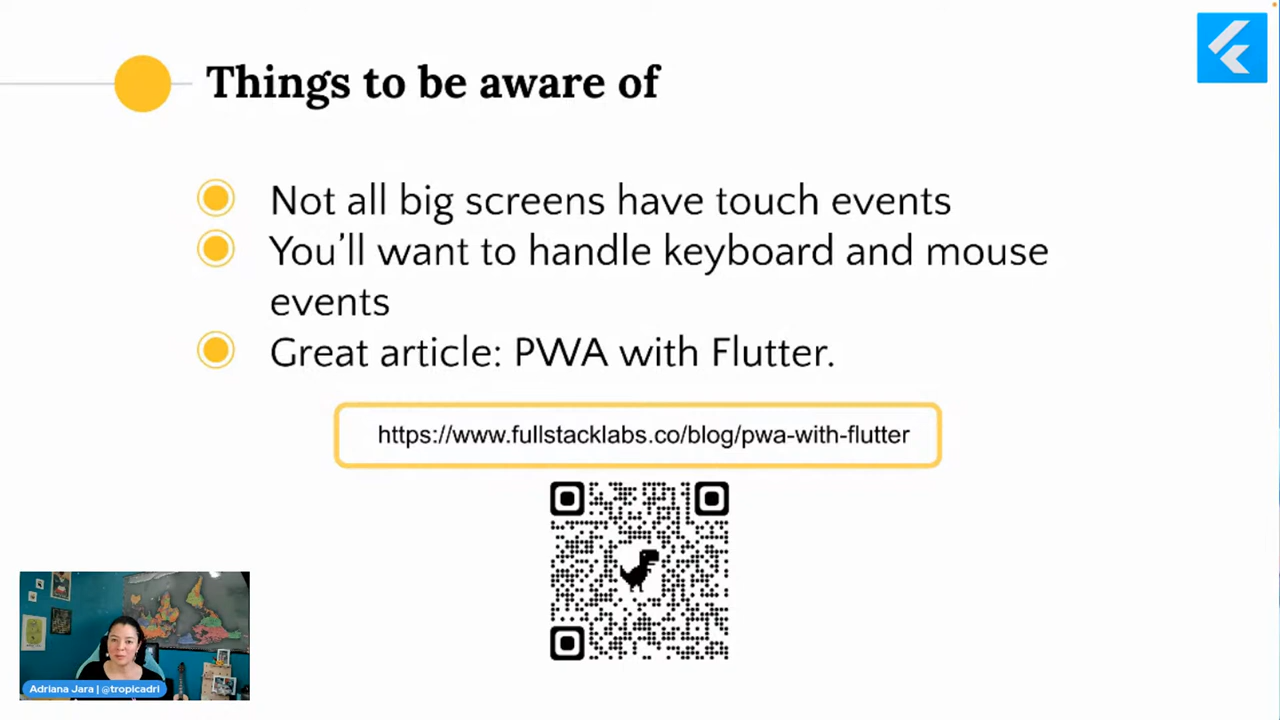 Things to be aware of
Not all big screens have touch events
You'll want to handle keyboard and mouse
events
Great article: PWA with Flutter.
https://www.fullstacklabs.co/blog/pwa-with-flutter
Adriana Jara | @tropicadri